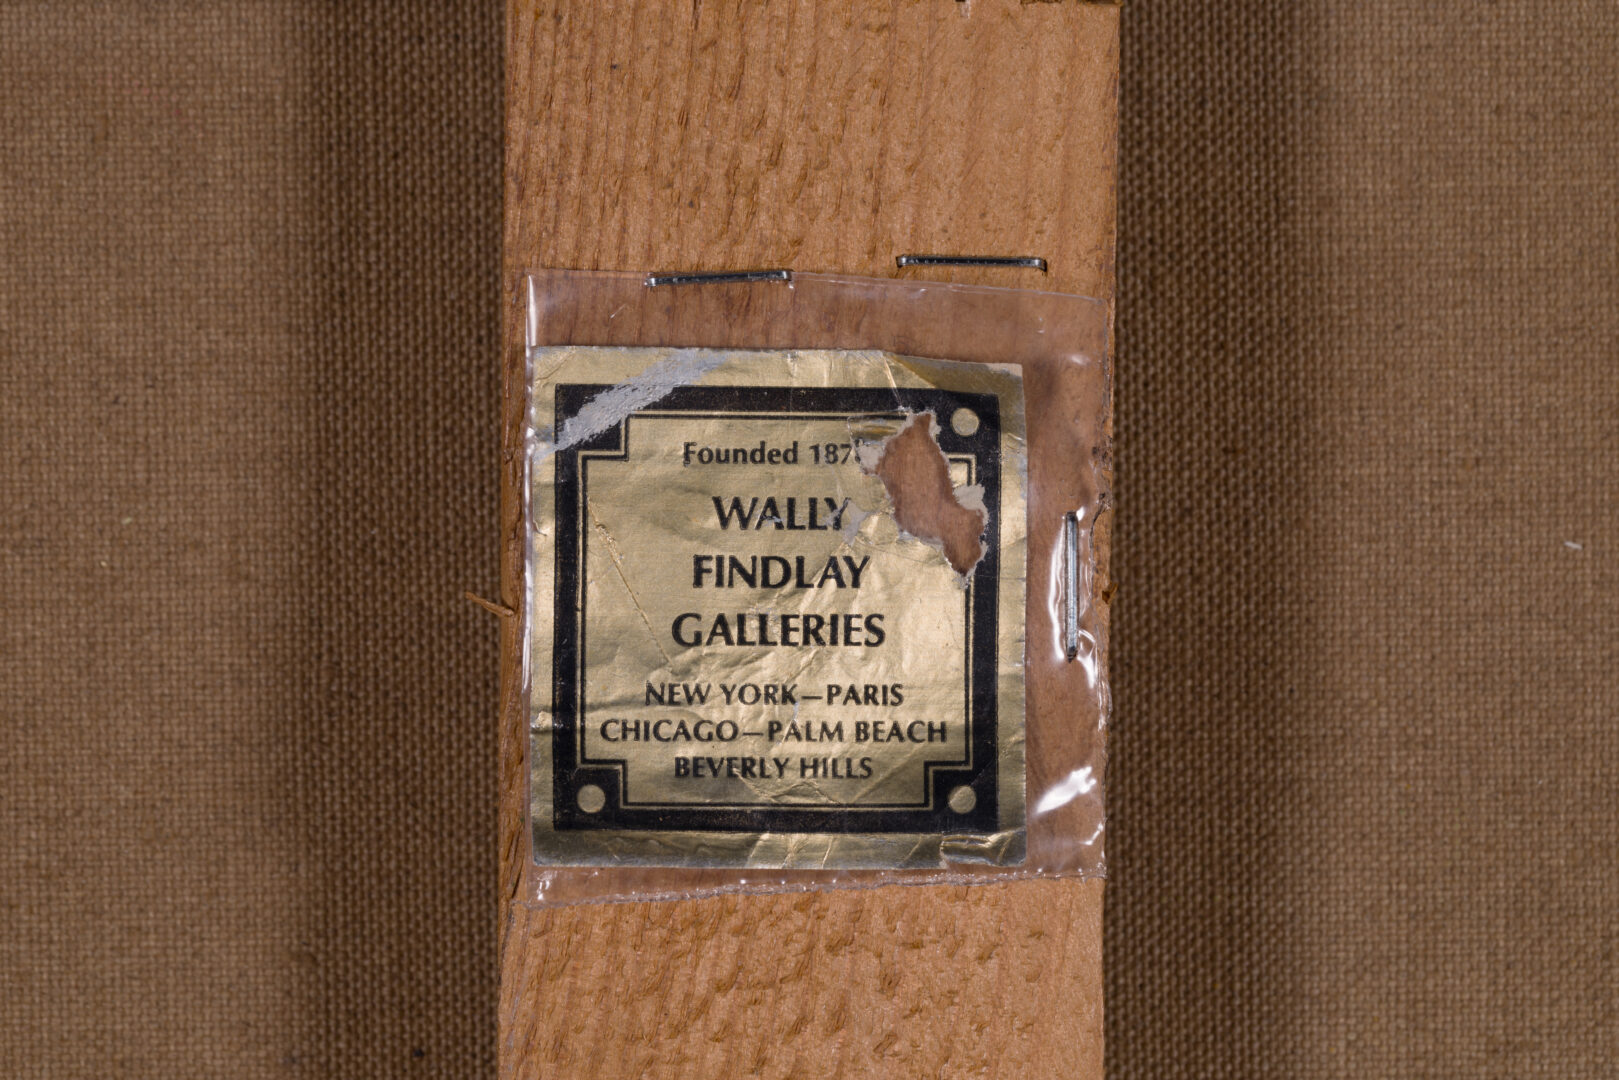 Founded 187
WALLY
FINDLAY
GALLERIES
NEW YORK—PARIS
CHICAGO—PALM BEACH
BEVERLY HILLS